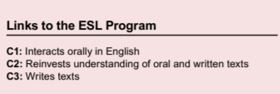 Links to the ESL Program
C1: Interacts orally in English
C2: Reinvests understanding of oral and written texts
C3: Writes texts